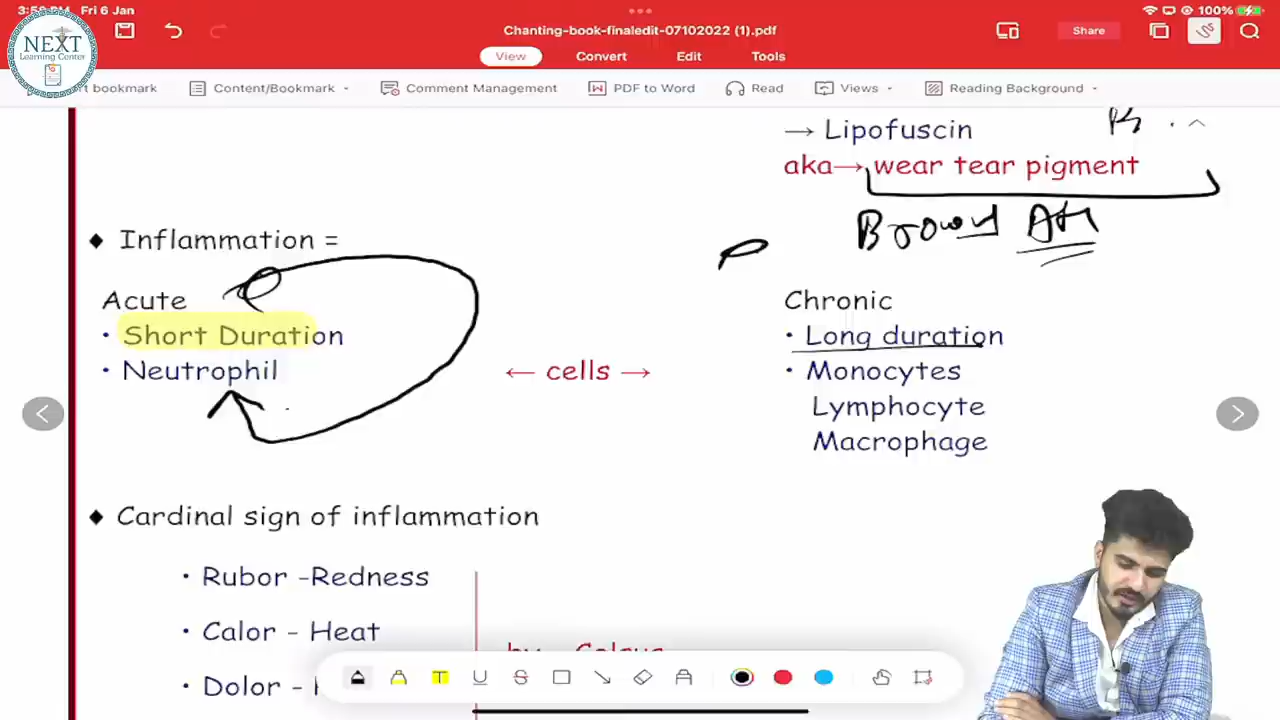 3:58 PM Fri 6 Jan
100%
NEXT
Learning Center
Chanting-book-finaledit-07102022 (1).pdf
Share
View
Convert
Edit
Tools
bookmark
Content/Bookmark
Comment Management
PDF to Word
Read
Views
Reading Background
→ Lipofuscin
aka→ wear tear pigment
Brown
◆ Inflammation =
Acute
• Short Duration
• Neutrophil
← cells →
Chronic
• Long duration
• Monocytes
Lymphocyte
Macrophage
◆ Cardinal sign of inflammation
• Rubor -Redness
• Calor - Heat
• Dolor -